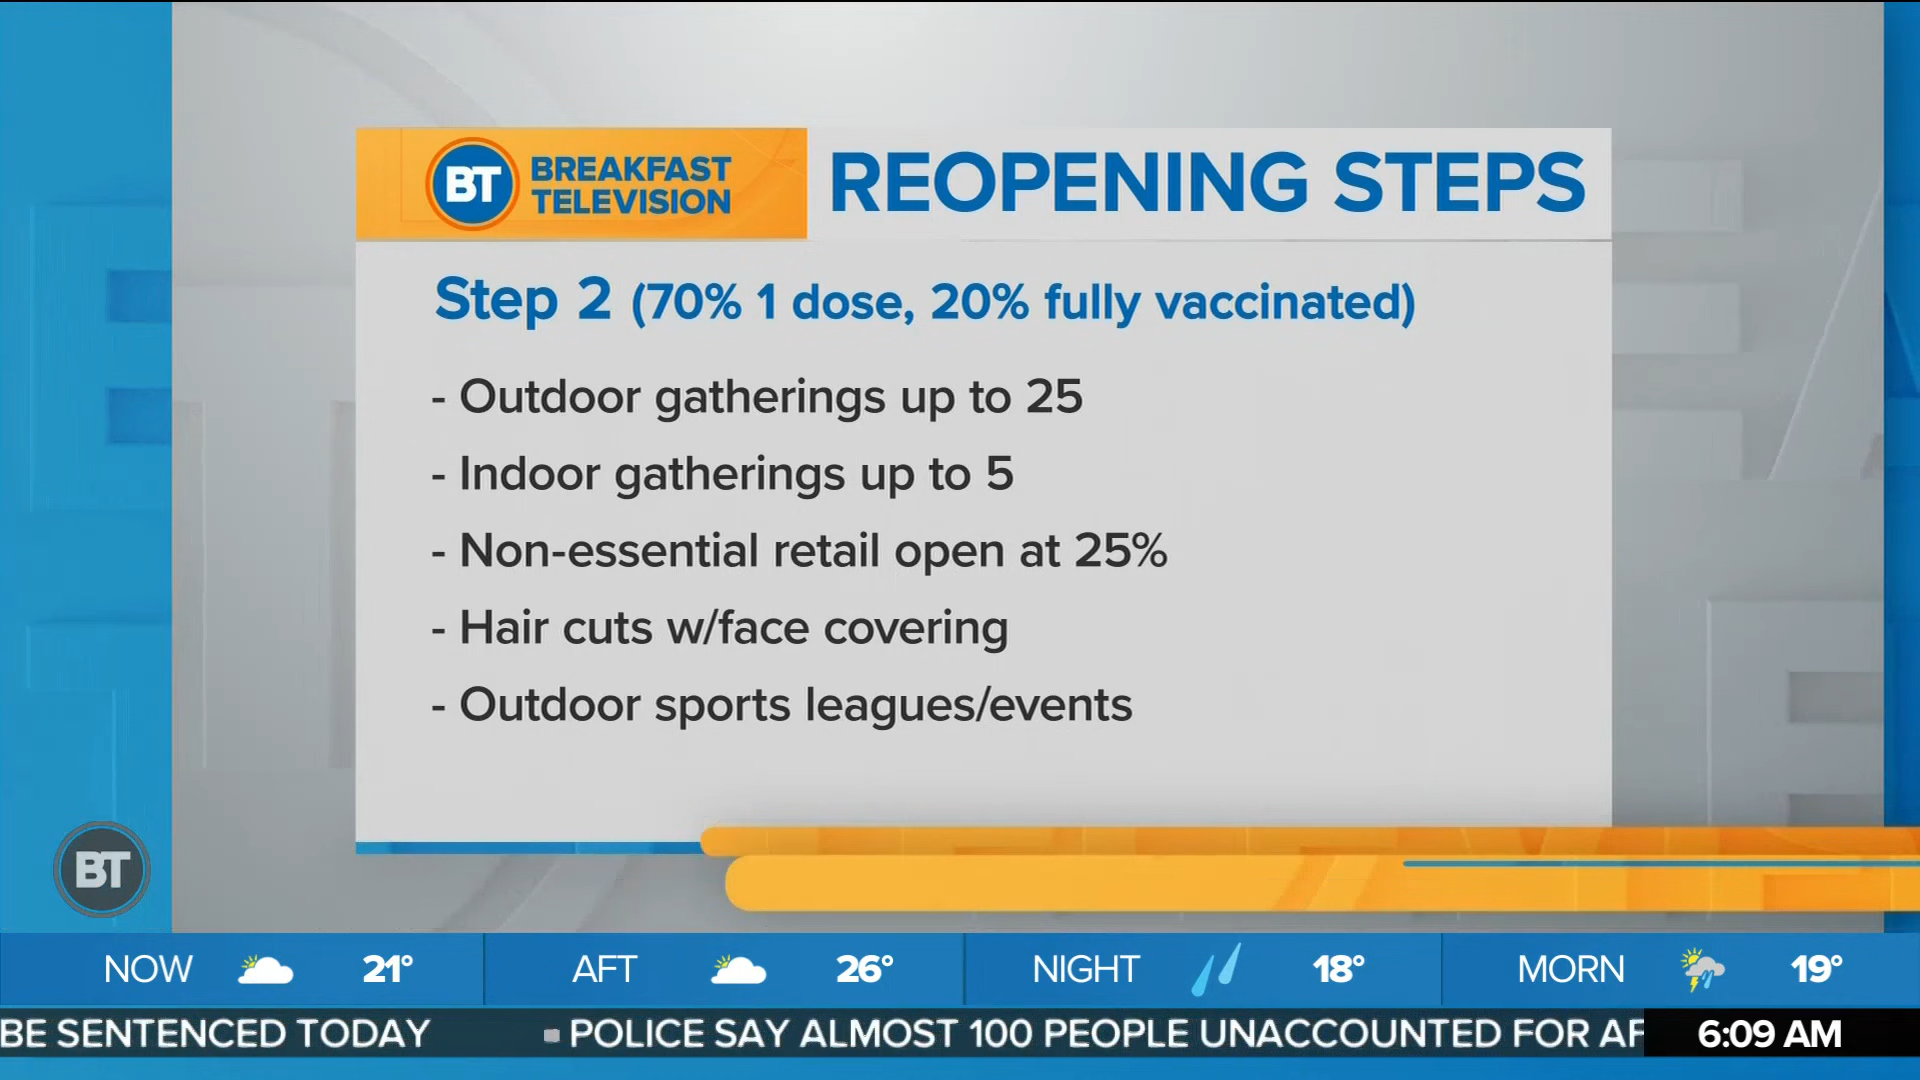 BT BREAKFAST
TELEVISION
REOPENING STEPS
Step 2 (70% 1 dose, 20% fully vaccinated)
- Outdoor gatherings up to 25
- Indoor gatherings up to 5
- Non-essential retail open at 25%
- Hair cuts w/face covering
- Outdoor sports leagues/events
BT
NOW 21° AFT 26° NIGHT 18° MORN 19°
BE SENTENCED TODAY ▪ POLICE SAY ALMOST 100 PEOPLE UNACCOUNTED FOR AF 6:09 AM